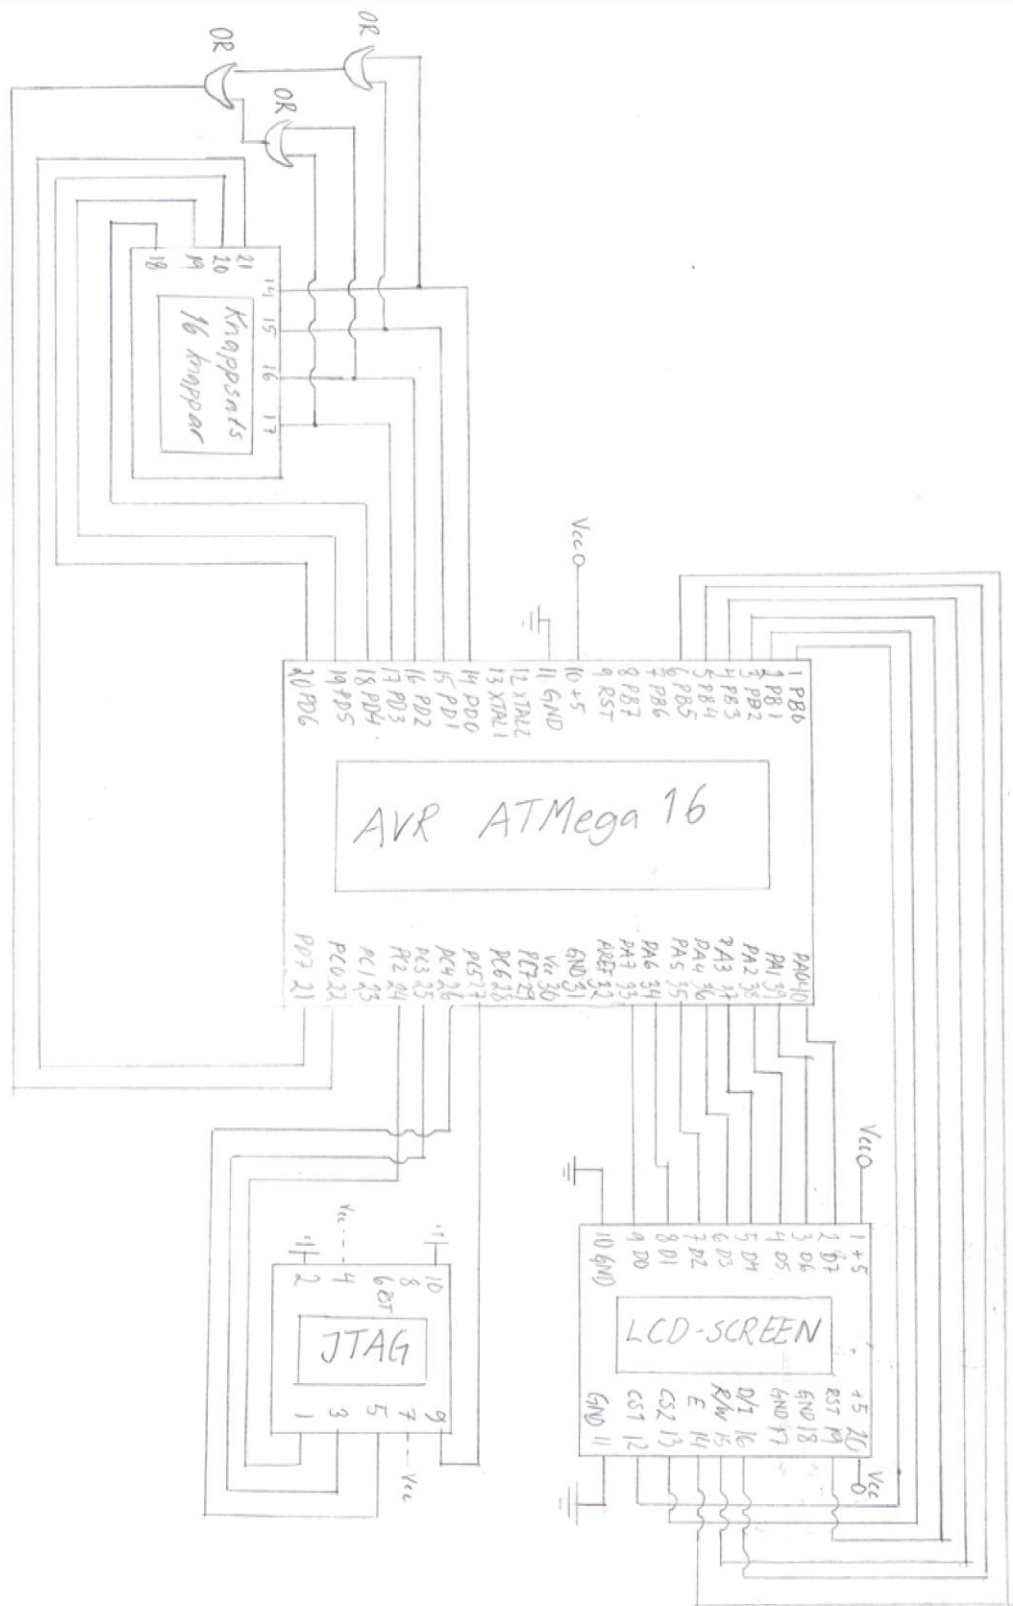 OR
OR
OR
21
20
19
18
14
15
16
17
Knappsats
16 knappar
Vcc
1 PB0
2 PB1
3 PB2
4 PB3
5 PB4
6 PB5
7 PB6
8 PB7
9 RST
10 +5
11 GND
12 XTAL2
13 XTAL1
14 PD0
15 PD1
16 PD2
17 PD3
18 PD4
19 PD5
20 PD6
AVR ATMega 16
PA0 40
PA1 39
PA2 38
PA3 37
PA4 36
PA5 35
PA6 34
PA7 33
AREF 32
GND 31
Vcc 30
PC7 29
PC6 28
PC5 27
PC4 26
PC3 25
PC2 24
PC1 23
PC0 22
PD7 21
Vcc
1 +5
2 D7
3 D6
4 D5
5 D4
6 D3
7 D2
8 D1
9 D0
10 GND
LCD-SCREEN
+5 20
RST 19
GND 18
GND 17
D/I 16
R/W 15
E 14
CS2 13
CS1 12
GND 11
Vcc
10
8
6 RST
4
2
Vcc
JTAG
9
7
5
3
1
Vcc